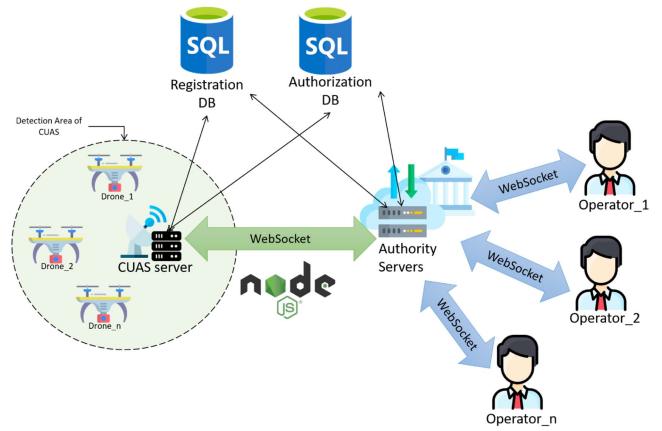 SQL
SQL
Registration
DB
Authorization
DB
Detection Area of
CUAS
Drone_1
Drone_2
Drone_n
CUAS server
WebSocket
node
JS
Authority
Servers
WebSocket
Operator_1
WebSocket
Operator_2
WebSocket
Operator_n